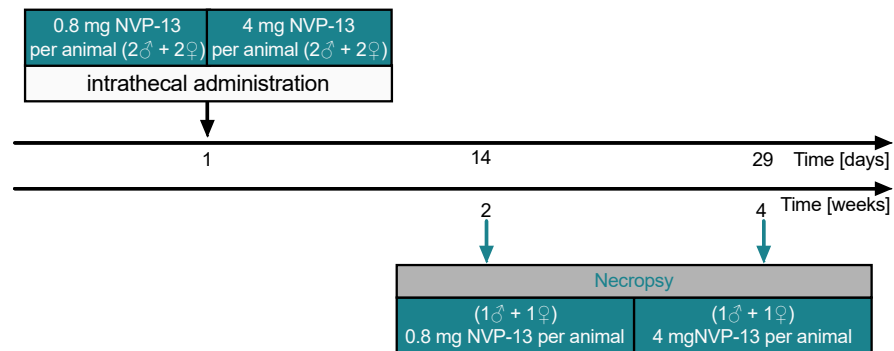 0.8 mg NVP-13
per animal (2♂ + 2♀)
4 mg NVP-13
per animal (2♂ + 2♀)
intrathecal administration
1
14
29
Time [days]
2
4
Time [weeks]
Necropsy
(1♂ + 1♀)
0.8 mg NVP-13 per animal
(1♂ + 1♀)
4 mgNVP-13 per animal